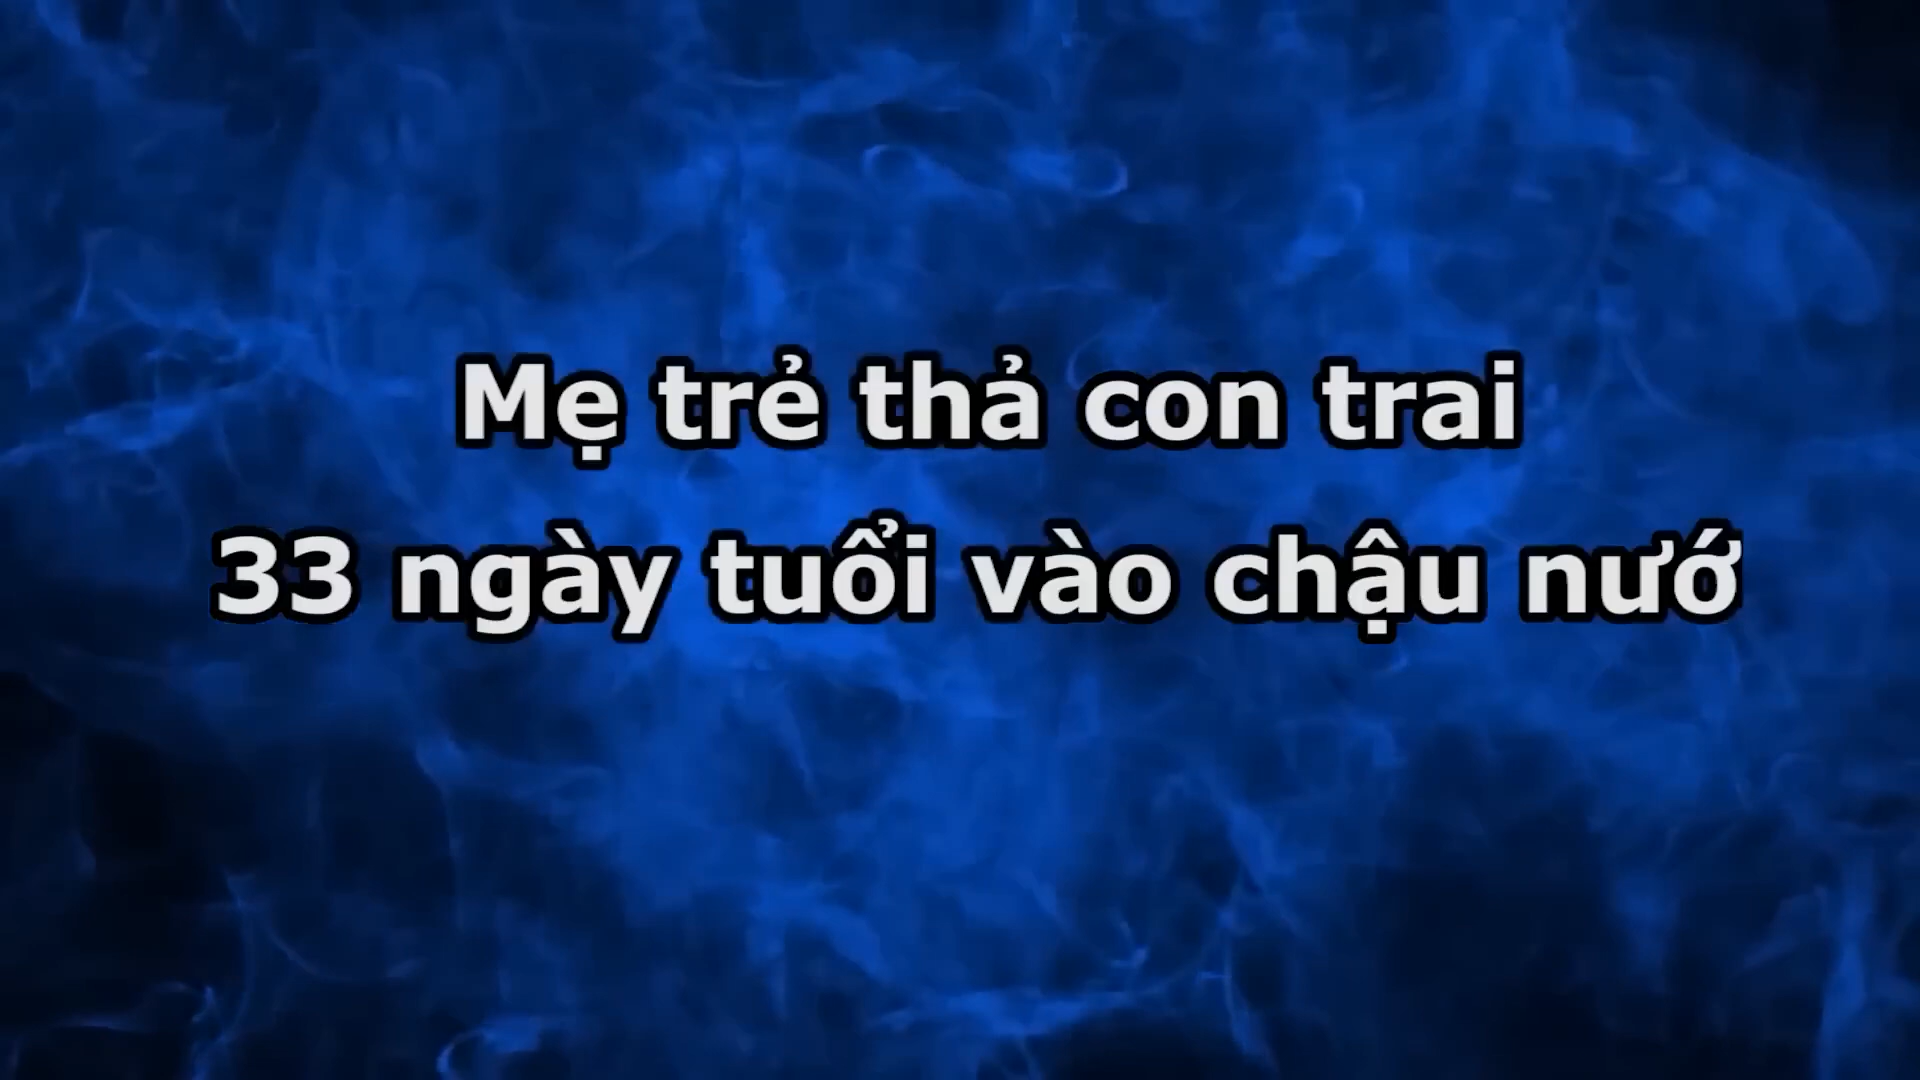 Mẹ trẻ thả con trai
33 ngày tuổi vào chậu nướ